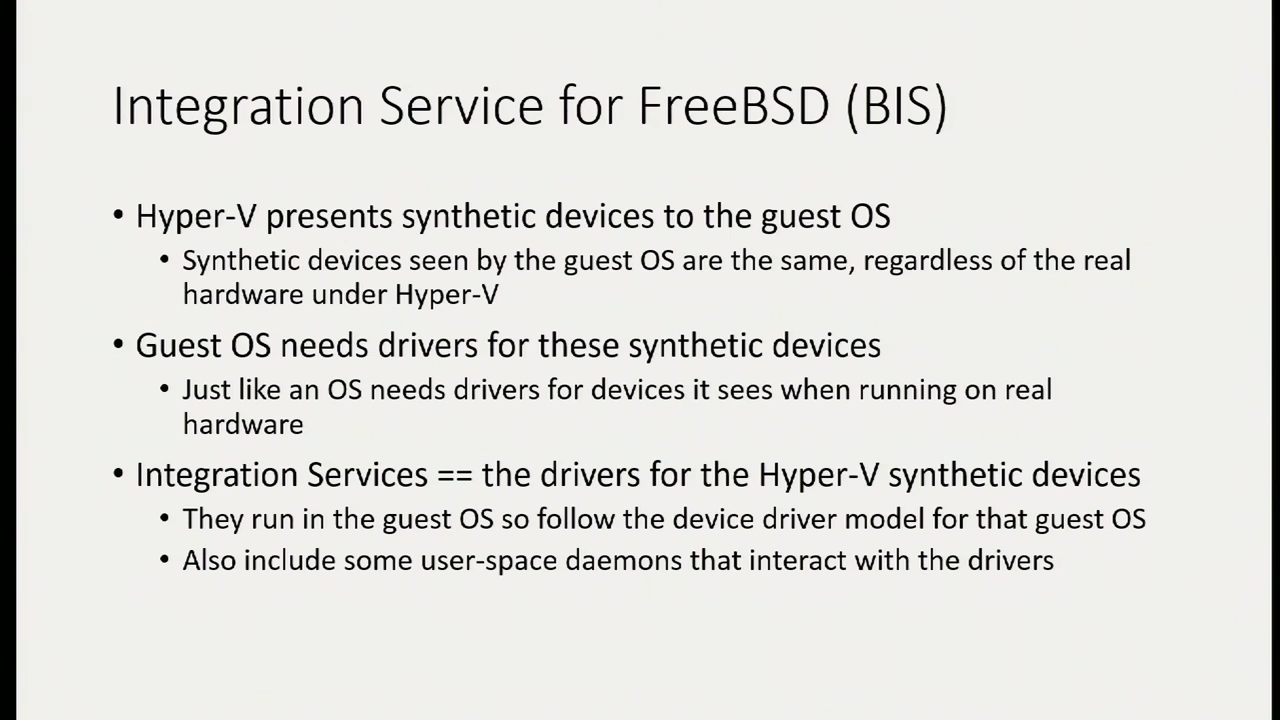 Integration Service for FreeBSD (BIS)
• Hyper-V presents synthetic devices to the guest OS
• Synthetic devices seen by the guest OS are the same, regardless of the real
hardware under Hyper-V
• Guest OS needs drivers for these synthetic devices
• Just like an OS needs drivers for devices it sees when running on real
hardware
• Integration Services == the drivers for the Hyper-V synthetic devices
• They run in the guest OS so follow the device driver model for that guest OS
• Also include some user-space daemons that interact with the drivers